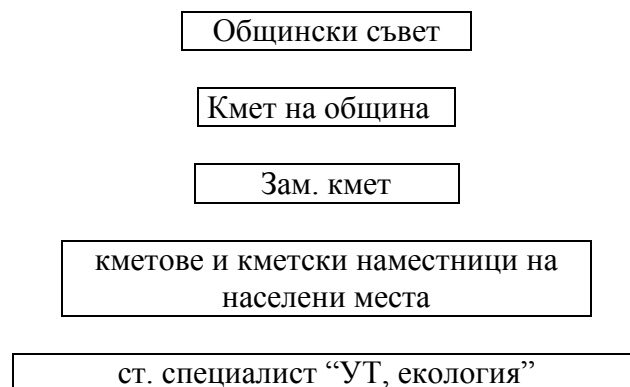 Общински съвет
Кмет на община
Зам. кмет
кметове и кметски наместници на
населени места
ст. специалист “УТ, екология”